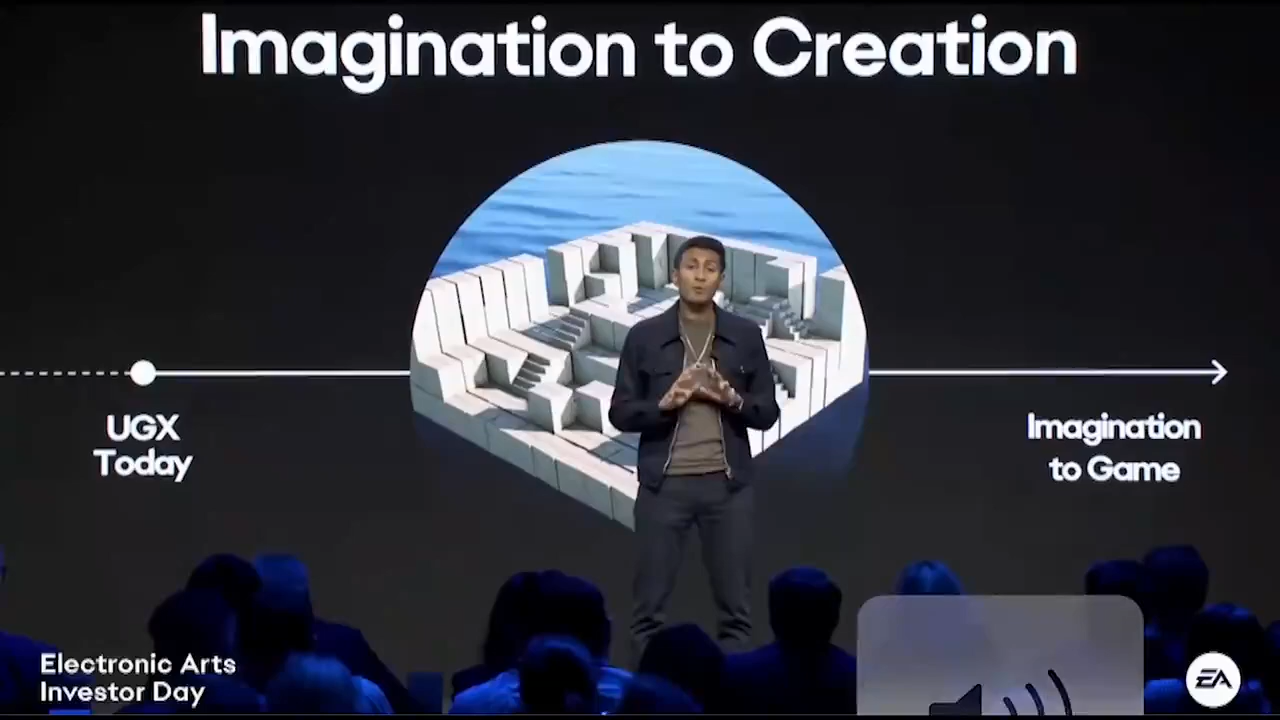 Imagination to Creation
UGX
Today
Imagination
to Game
Electronic Arts
Investor Day
EA